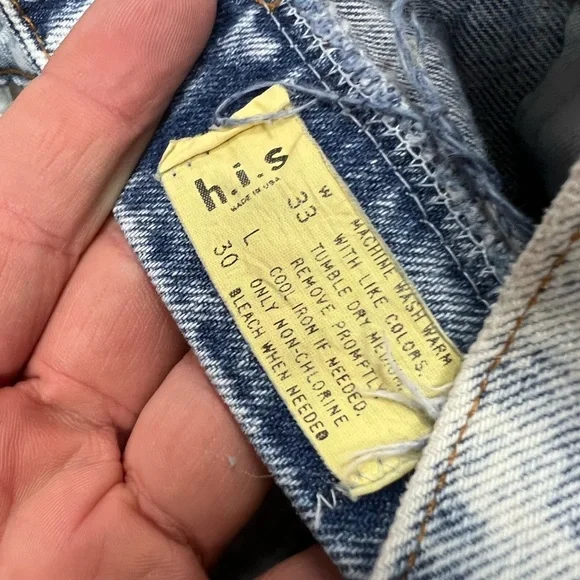 h.i.s
MADE IN USA
W
33
L
30
MACHINE WASH WARM
WITH LIKE COLORS.
TUMBLE DRY MEDIUM,
REMOVE PROMPTLY
COOL IRON IF NEEDED.
ONLY NON-CHLORINE
BLEACH WHEN NEEDED